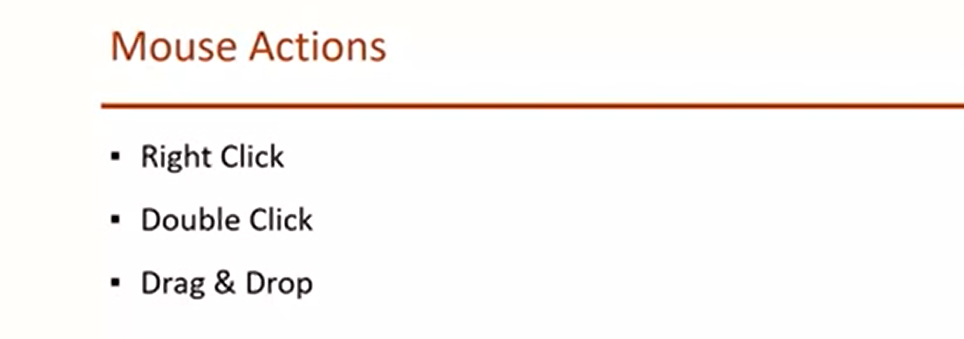 Mouse Actions
▪ Right Click
▪ Double Click
▪ Drag & Drop